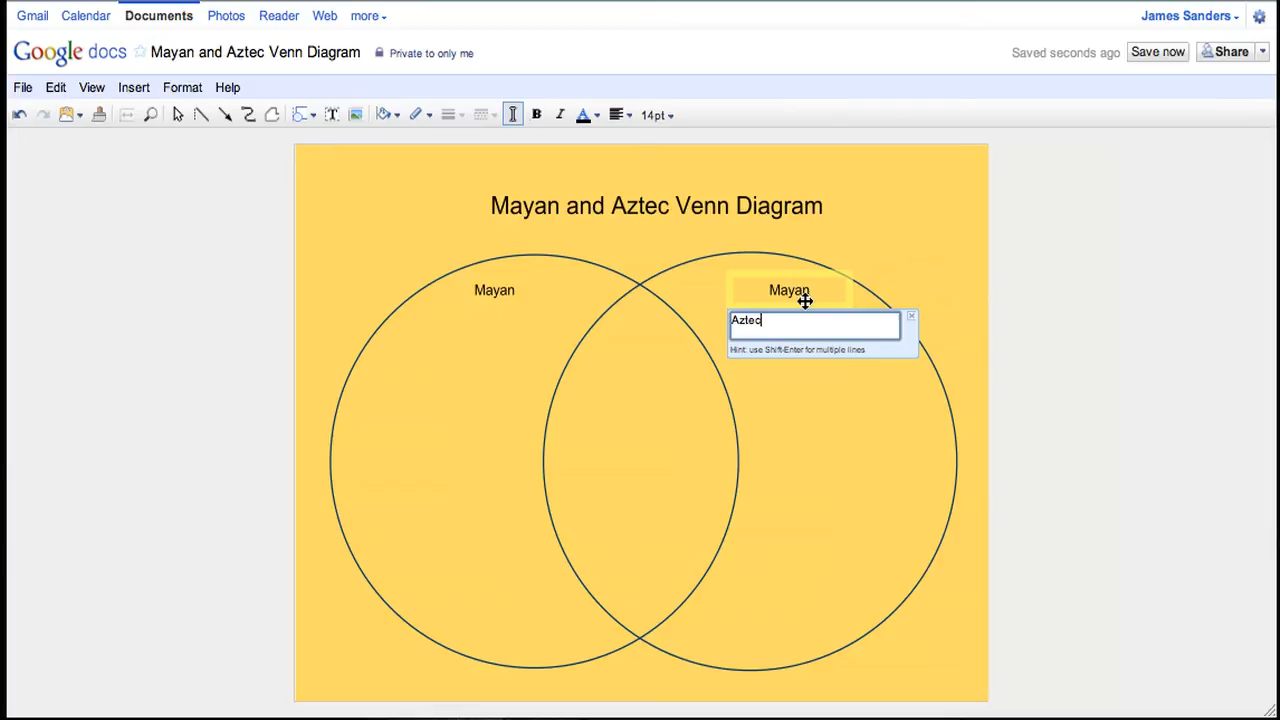 Gmail Calendar Documents Photos Reader Web more James Sanders
Google docs Mayan and Aztec Venn Diagram Private to only me Saved seconds ago Save now Share
File Edit View Insert Format Help
T B I A 14pt
Mayan and Aztec Venn Diagram
Mayan Mayan
Aztec
Hint: use Shift-Enter for multiple lines